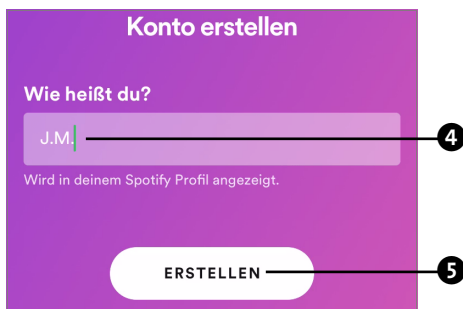 Konto erstellen
Wie heißt du?
J.M.
4
Wird in deinem Spotify Profil angezeigt.
ERSTELLEN
5